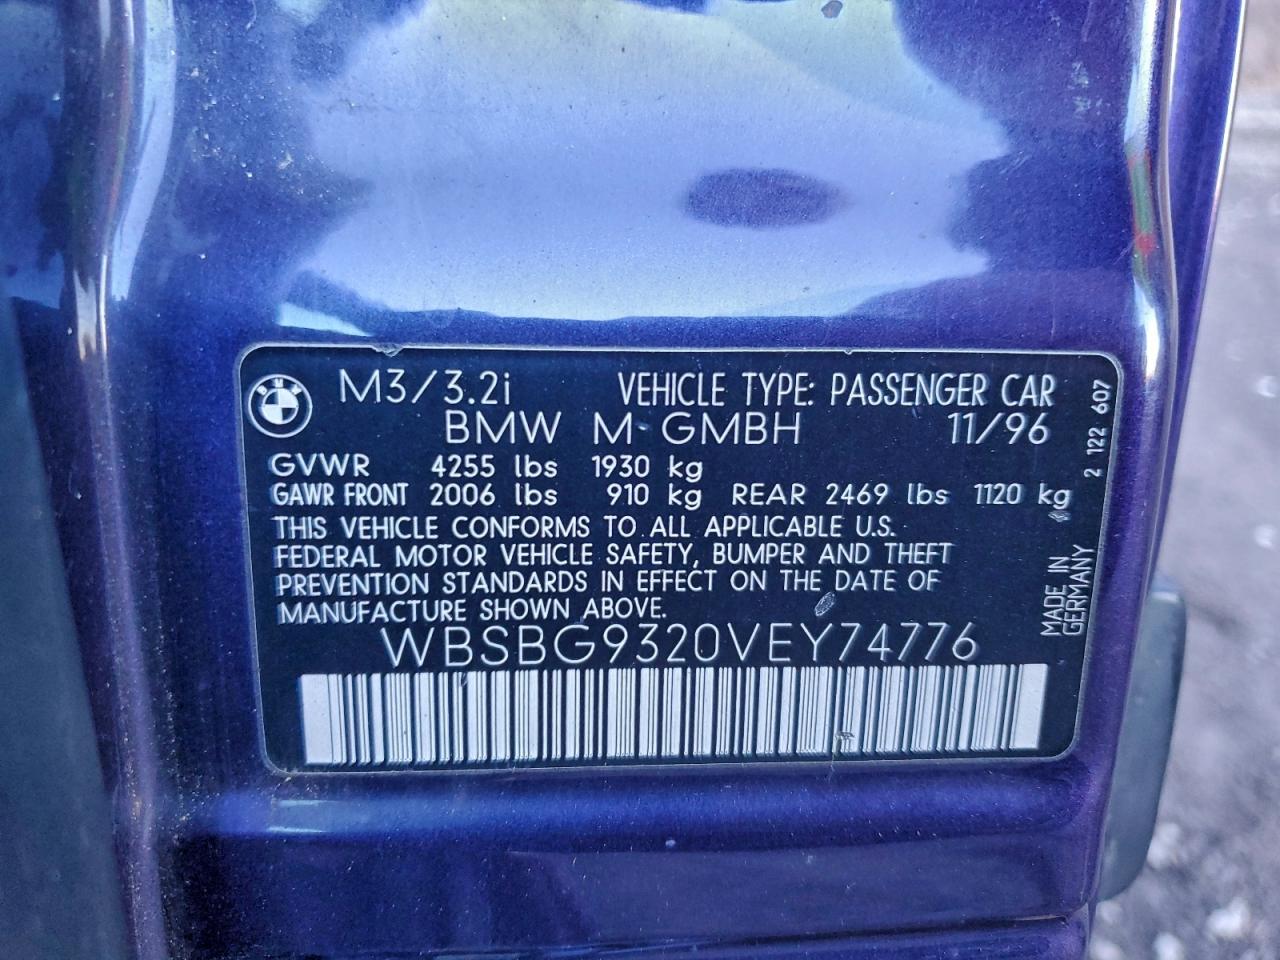 M3/3.2i VEHICLE TYPE: PASSENGER CAR
BMW M-GMBH 11/96
GVWR 4255 lbs 1930 kg
GAWR FRONT 2006 lbs 910 kg REAR 2469 lbs 1120 kg
THIS VEHICLE CONFORMS TO ALL APPLICABLE U.S.
FEDERAL MOTOR VEHICLE SAFETY, BUMPER AND THEFT
PREVENTION STANDARDS IN EFFECT ON THE DATE OF
MANUFACTURE SHOWN ABOVE.
WBSBG9320VEY74776
2 122 607
MADE IN
GERMANY